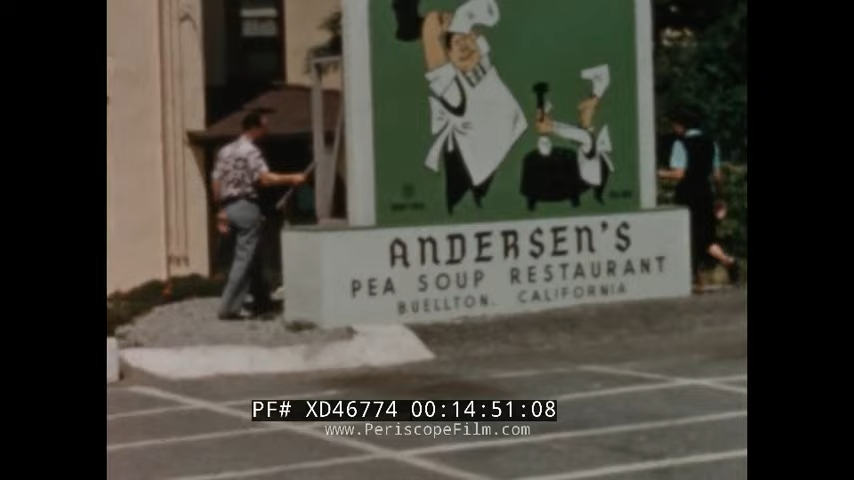 ANDERSEN'S
PEA SOUP RESTAURANT
BUELLTON, CALIFORNIA
PF# XD46774 00:14:51:08
www.PeriscopeFilm.com